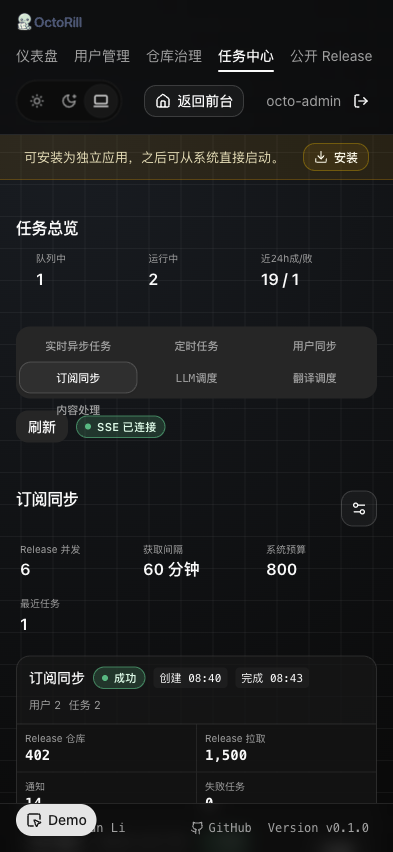 OctoRill
仪表盘 用户管理 仓库治理 任务中心 公开 Release
返回前台 octo-admin
可安装为独立应用，之后可从系统直接启动。 安装
任务总览
队列中 运行中 近24h成/败
1 2 19 / 1
实时异步任务 定时任务 用户同步
订阅同步 LLM调度 翻译调度
内容处理
刷新 SSE 已连接
订阅同步
Release 并发 获取间隔 系统预算
6 60 分钟 800
最近任务
1
订阅同步 成功 创建 08:40 完成 08:43
用户 2 任务 2
Release 仓库 Release 拉取
402 1,500
通知 失败任务
14 0
Demo Li GitHub Version v0.1.0